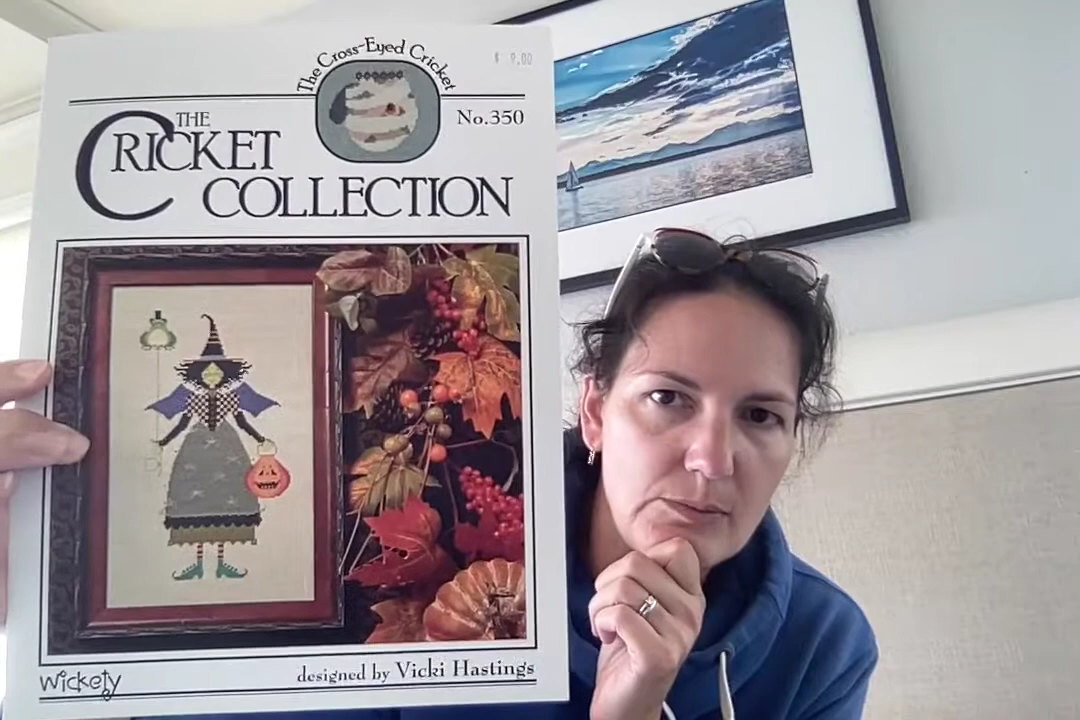 The Cross-Eyed Cricket
$ 9.00
No.350
THE
CRICKET
COLLECTION
Wickety
designed by Vicki Hastings